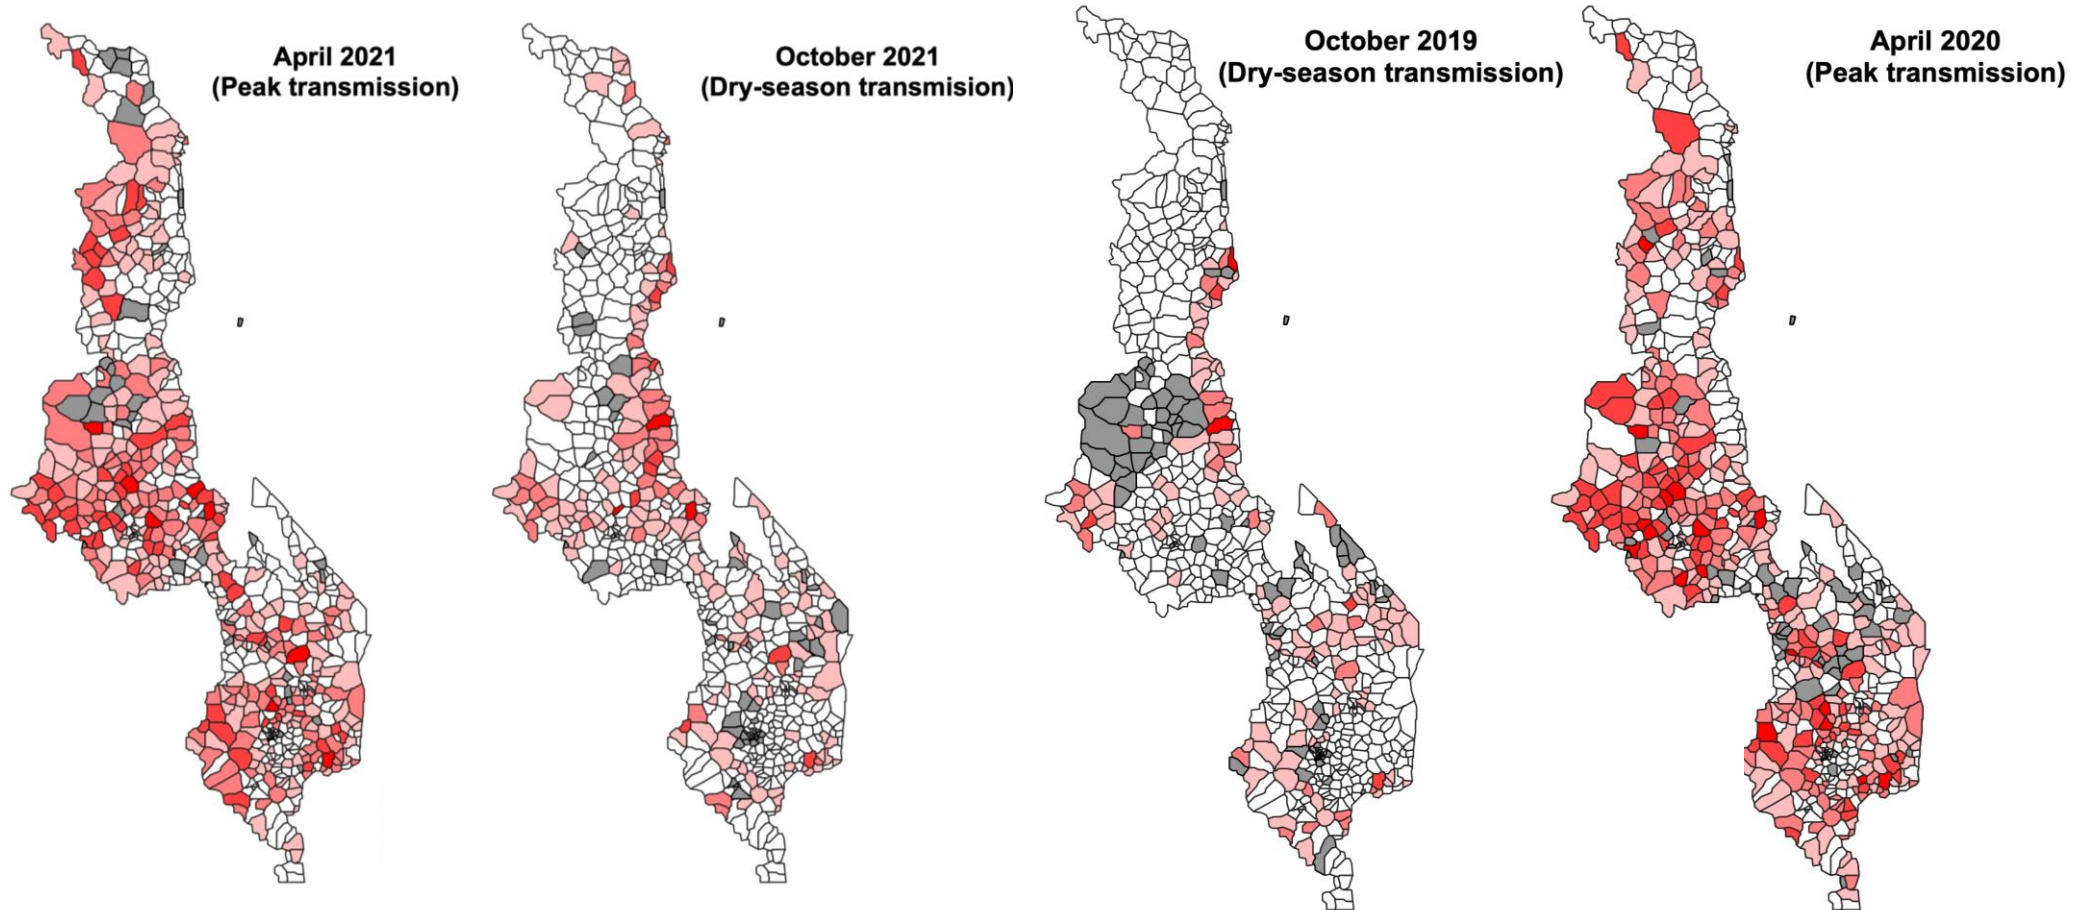 April 2021
(Peak transmission)
October 2021
(Dry-season transmision)
October 2019
(Dry-season transmission)
April 2020
(Peak transmission)